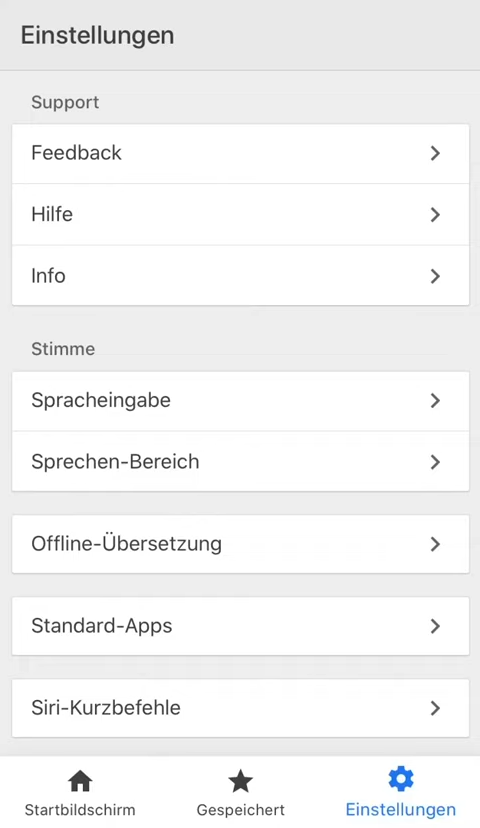 Einstellungen
Support
Feedback
Hilfe
Info
Stimme
Spracheingabe
Sprechen-Bereich
Offline-Übersetzung
Standard-Apps
Siri-Kurzbefehle
Startbildschirm Gespeichert Einstellungen